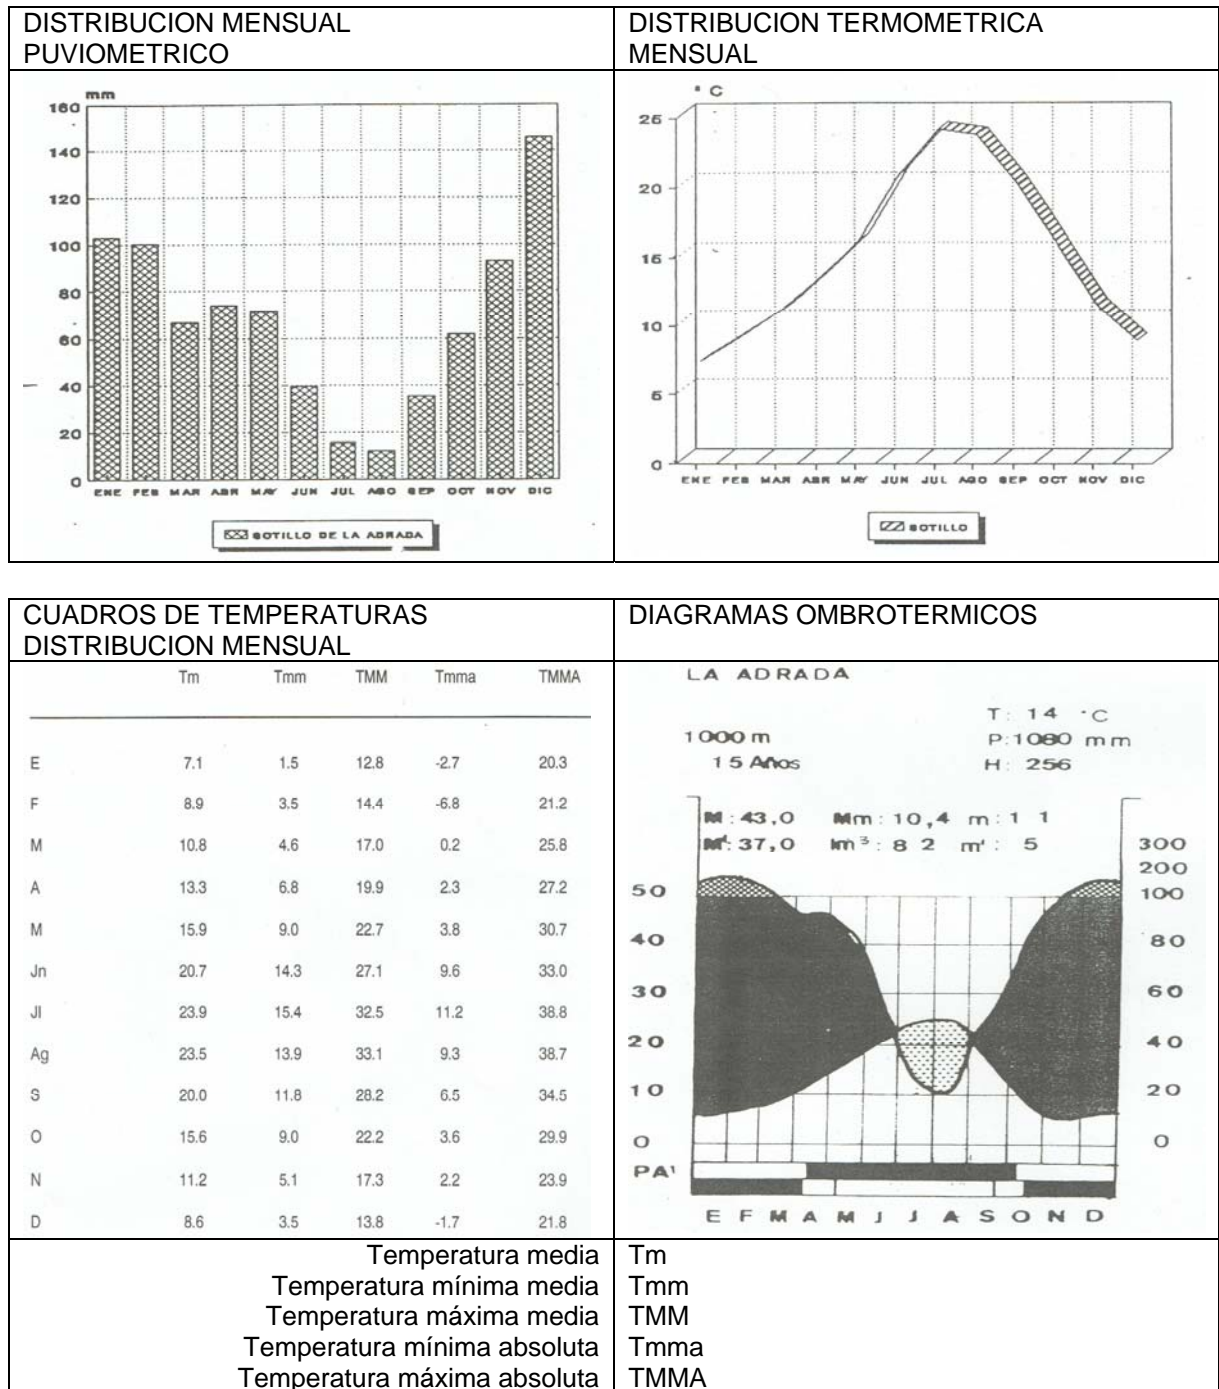 DISTRIBUCION MENSUAL
PUVIOMETRICO
mm
160
140
120
100
80
60
40
20
0
ENE FEB MAR ABR MAY JUN JUL AGO SEP OCT NOV DIC
SOTILLO DE LA ADRADA
DISTRIBUCION TERMOMETRICA
MENSUAL
° C
25
20
15
10
5
0
ENE FEB MAR ABR MAY JUN JUL AGO SEP OCT NOV DIC
SOTILLO
CUADROS DE TEMPERATURAS
DISTRIBUCION MENSUAL
Tm Tmm TMM Tmma TMMA
E 7.1 1.5 12.8 -2.7 20.3
F 8.9 3.5 14.4 -6.8 21.2
M 10.8 4.6 17.0 0.2 25.8
A 13.3 6.8 19.9 2.3 27.2
M 15.9 9.0 22.7 3.8 30.7
Jn 20.7 14.3 27.1 9.6 33.0
Jl 23.9 15.4 32.5 11.2 38.8
Ag 23.5 13.9 33.1 9.3 38.7
S 20.0 11.8 28.2 6.5 34.5
O 15.6 9.0 22.2 3.6 29.9
N 11.2 5.1 17.3 2.2 23.9
D 8.6 3.5 13.8 -1.7 21.8
DIAGRAMAS OMBROTERMICOS
LA ADRADA
T: 14 °C
1000 m P:1080 mm
15 Años H: 256
M:43,0 Mm:10,4 m:1 1
M':37,0 8 2 m': 5
300
200
50 100
40 80
30 60
20 40
10 20
0 0
PA'
E F M A M J J A S O N D
Temperatura media Tm
Temperatura mínima media Tmm
Temperatura máxima media TMM
Temperatura mínima absoluta Tmma
Temperatura máxima absoluta TMMA